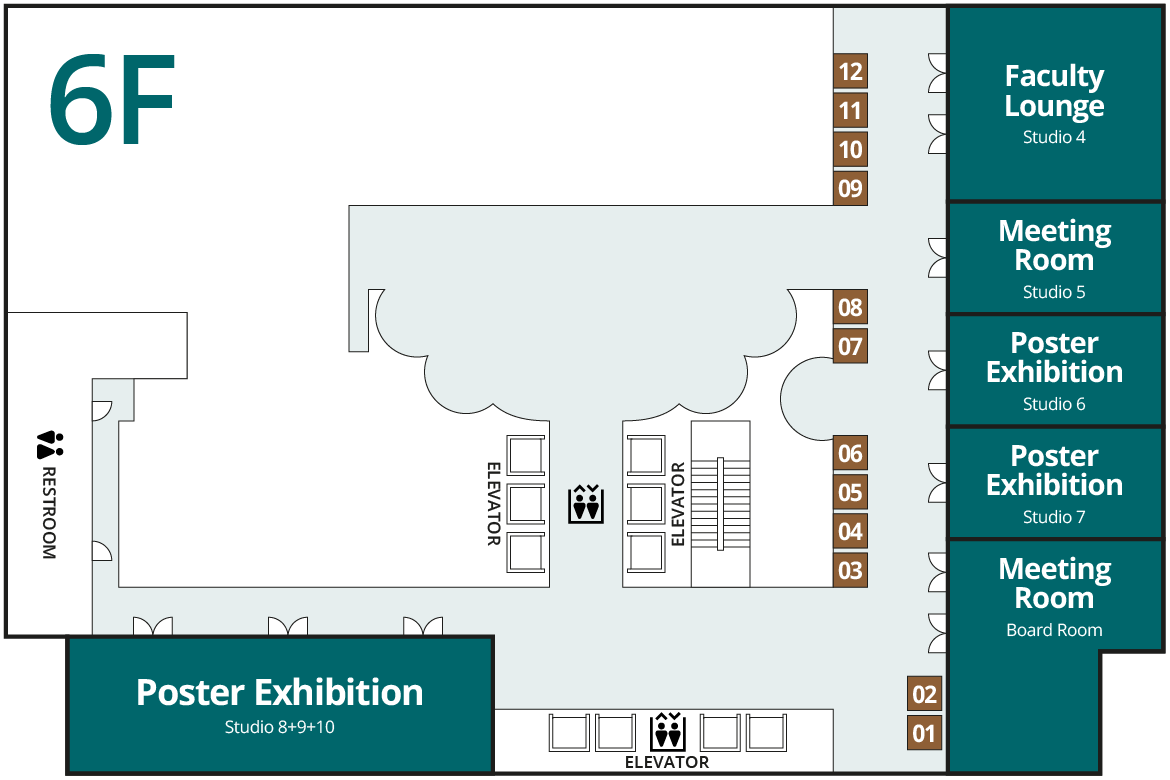 6F
12
11
10
09
08
07
06
05
04
03
02
01
Faculty
Lounge
Studio 4
Meeting
Room
Studio 5
Poster
Exhibition
Studio 6
Poster
Exhibition
Studio 7
Meeting
Room
Board Room
RESTROOM
ELEVATOR
ELEVATOR
Poster Exhibition
Studio 8+9+10
ELEVATOR